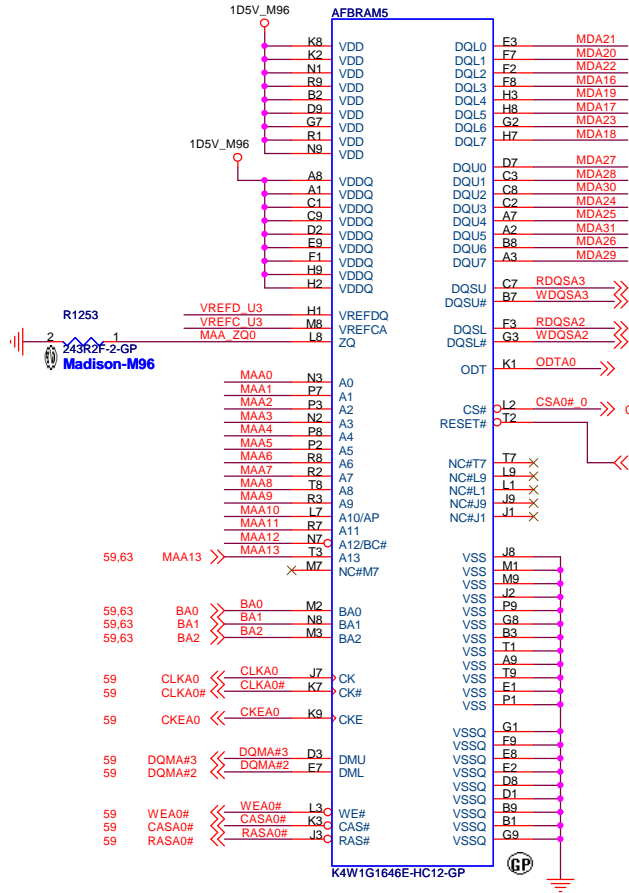 1D5V_M96
AFBRAM5
K8 VDD DQL0 E3 MDA21
K2 VDD DQL1 F7 MDA20
N1 VDD DQL2 F2 MDA22
R9 VDD DQL3 F8 MDA16
B2 VDD DQL4 H3 MDA19
D9 VDD DQL5 H8 MDA17
G7 VDD DQL6 G2 MDA23
R1 VDD DQL7 H7 MDA18
N9 VDD
1D5V_M96
A8 VDDQ DQU0 D7 MDA27
A1 VDDQ DQU1 C3 MDA28
C1 VDDQ DQU2 C8 MDA30
C9 VDDQ DQU3 C2 MDA24
D2 VDDQ DQU4 A7 MDA25
E9 VDDQ DQU5 A2 MDA31
F1 VDDQ DQU6 B8 MDA26
H9 VDDQ DQU7 A3 MDA29
H2 VDDQ
DQSU C7 RDQSA3
DQSU# B7 WDQSA3
R1253
VREFD_U3 H1 VREFDQ
VREFC_U3 M8 VREFCA DQSL F3 RDQSA2
2 1 MAA_ZQ0 L8 ZQ DQSL# G3 WDQSA2
243R2F-2-GP
Madison-M96
ODT K1 ODTA0
MAA0 N3 A0
MAA1 P7 A1
MAA2 P3 A2 CS# L2 CSA0#_0
MAA3 N2 A3 RESET# T2
MAA4 P8 A4
MAA5 P2 A5
MAA6 R8 A6 NC#T7 T7
MAA7 R2 A7 NC#L9 L9
MAA8 T8 A8 NC#L1 L1
MAA9 R3 A9 NC#J9 J9
MAA10 L7 A10/AP NC#J1 J1
MAA11 R7 A11
MAA12 N7 A12/BC#
59,63 MAA13 MAA13 T3 A13 VSS J8
M7 NC#M7 VSS M1
VSS M9
VSS J2
59,63 BA0 BA0 M2 BA0 VSS P9
59,63 BA1 BA1 N8 BA1 VSS G8
59,63 BA2 BA2 M3 BA2 VSS B3
VSS T1
VSS A9
59 CLKA0 CLKA0 J7 CK VSS T9
59 CLKA0# CLKA0# K7 CK# VSS E1
VSS P1
59 CKEA0 CKEA0 K9 CKE
VSSQ G1
VSSQ F9
59 DQMA#3 DQMA#3 D3 DMU VSSQ E8
59 DQMA#2 DQMA#2 E7 DML VSSQ E2
VSSQ D8
VSSQ D1
59 WEA0# WEA0# L3 WE# VSSQ B9
59 CASA0# CASA0# K3 CAS# VSSQ B1
59 RASA0# RASA0# J3 RAS# VSSQ G9
K4W1G1646E-HC12-GP
GP